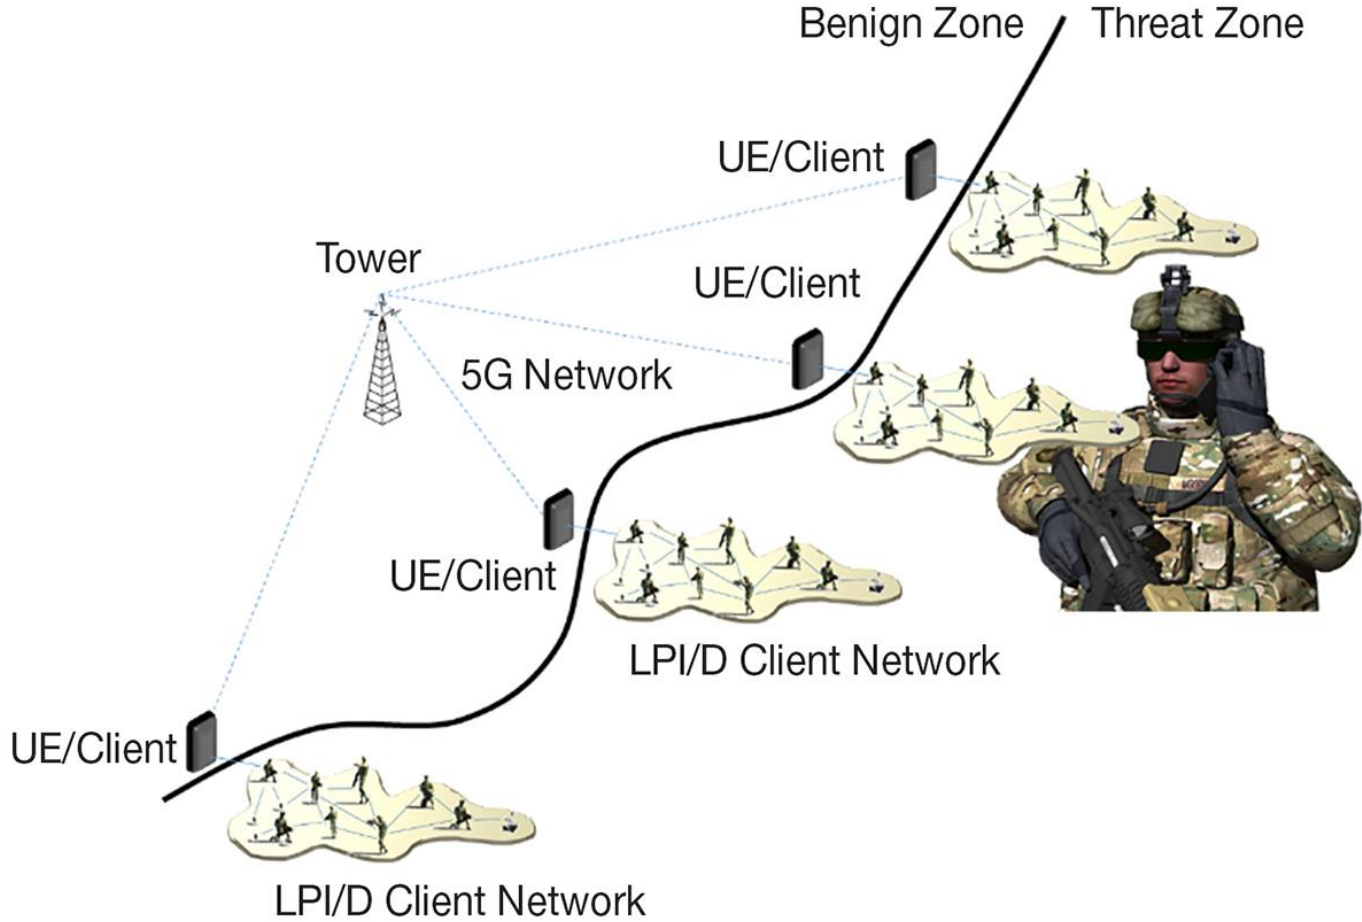 Benign Zone
Threat Zone
UE/Client
Tower
UE/Client
5G Network
UE/Client
LPI/D Client Network
UE/Client
LPI/D Client Network